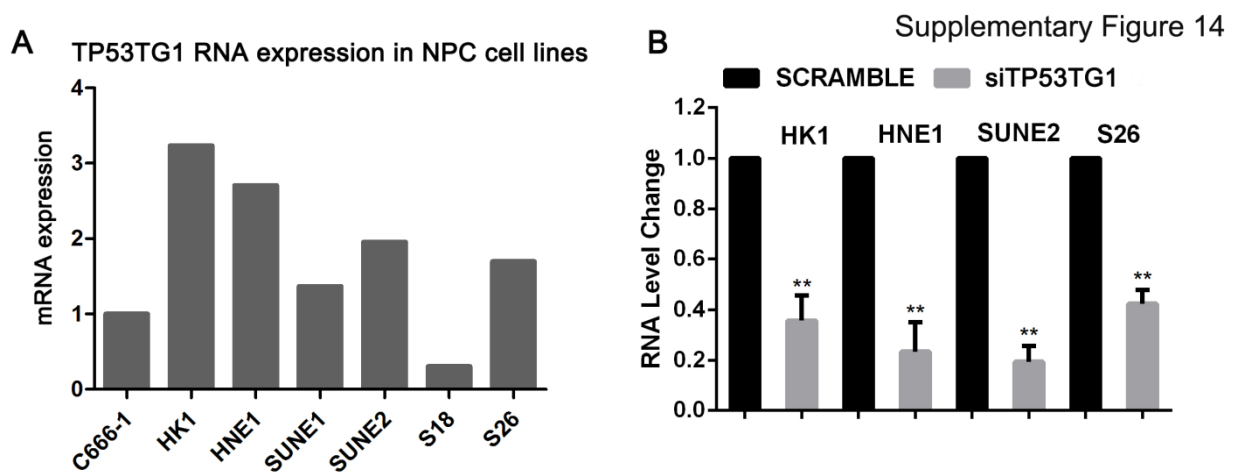 Supplementary Figure 14
A
TP53TG1 RNA expression in NPC cell lines
mRNA expression
4
3
2
1
0
C666-1
HK1
HNE1
SUNE1
SUNE2
S18
S26
B
SCRAMBLE siTP53TG1
RNA Level Change
1.2
1.0
0.8
0.6
0.4
0.2
0.0
HK1 HNE1 SUNE2 S26
** ** ** **